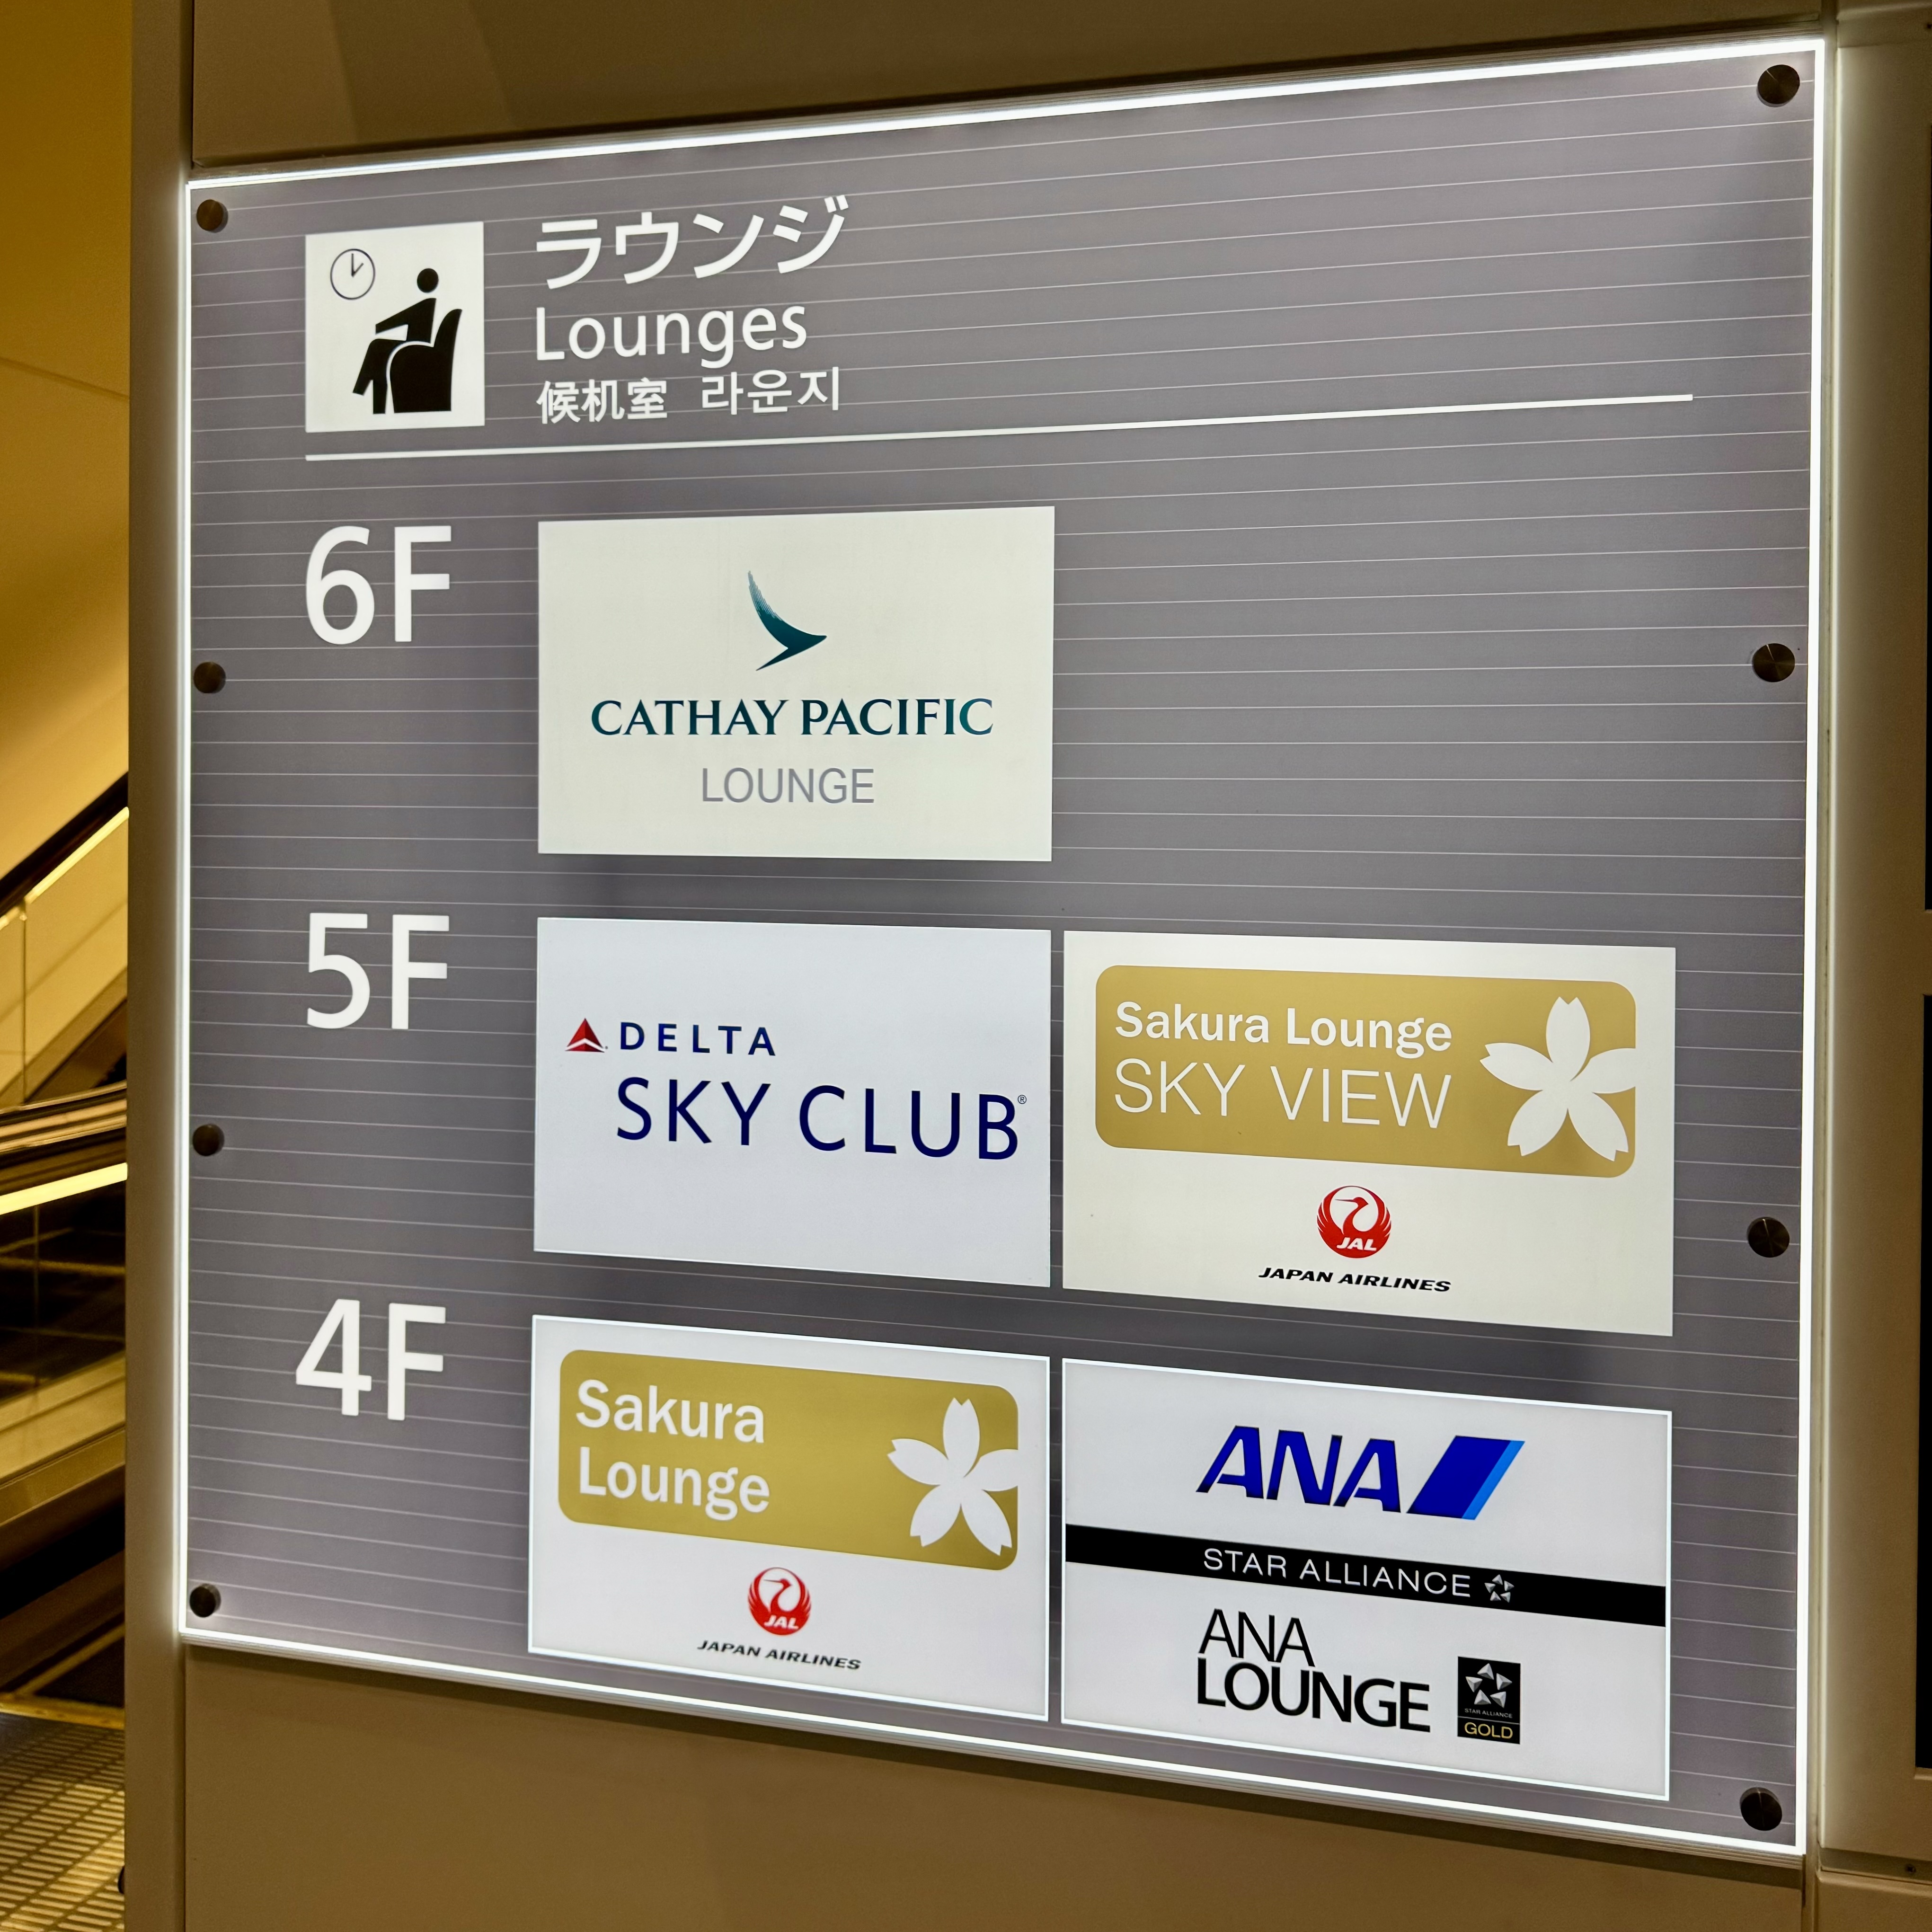 ラウンジ
Lounges
候机室 라운지
6F
CATHAY PACIFIC
LOUNGE
5F
DELTA
SKY CLUB®
Sakura Lounge
SKY VIEW
JAL
JAPAN AIRLINES
4F
Sakura
Lounge
JAL
JAPAN AIRLINES
ANA
STAR ALLIANCE
ANA
LOUNGE
STAR ALLIANCE
GOLD